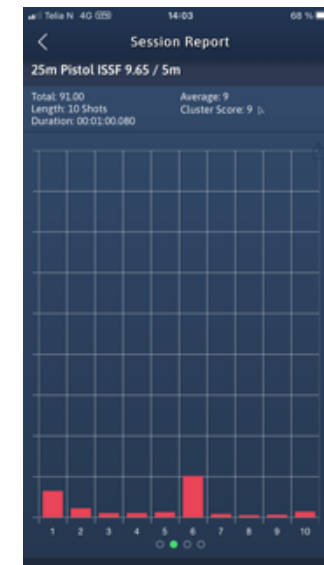 Telia N 4G 14:03 68 %
Session Report
25m Pistol ISSF 9.65 / 5m
Total: 91.00 Average: 9
Length: 10 Shots Cluster Score: 9
Duration: 00:01:00.080
1 2 3 4 5 6 7 8 9 10